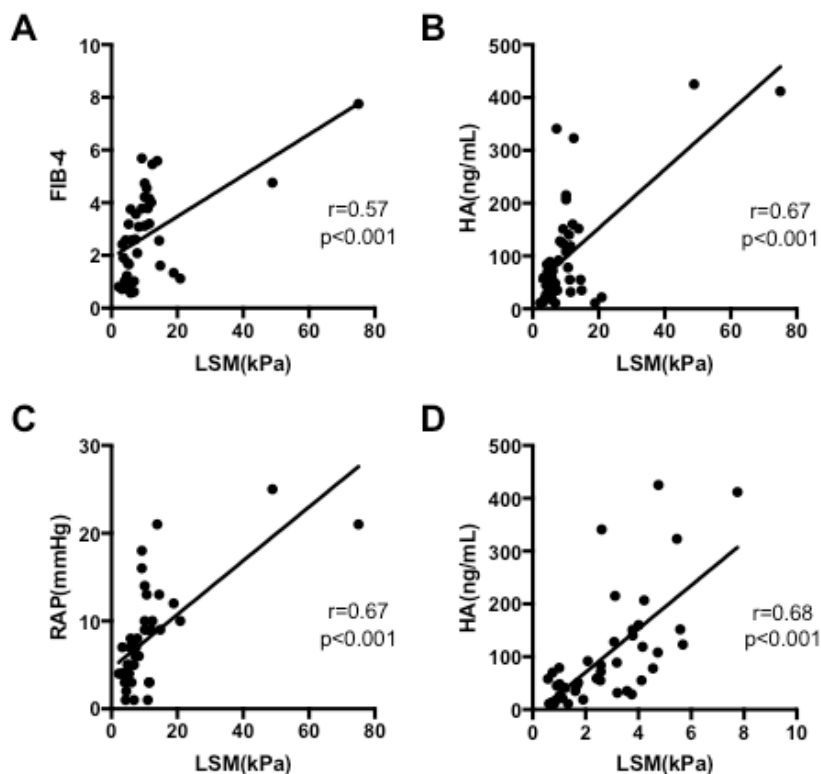 A
10
8
6
4
2
0
FIB-4
r=0.57
p<0.001
0 20 40 60 80
LSM(kPa)
B
500
400
300
200
100
0
HA(ng/mL)
r=0.67
p<0.001
0 20 40 60 80
LSM(kPa)
C
30
20
10
0
RAP(mmHg)
r=0.67
p<0.001
0 20 40 60 80
LSM(kPa)
D
500
400
300
200
100
0
HA(ng/mL)
r=0.68
p<0.001
0 2 4 6 8 10
LSM(kPa)